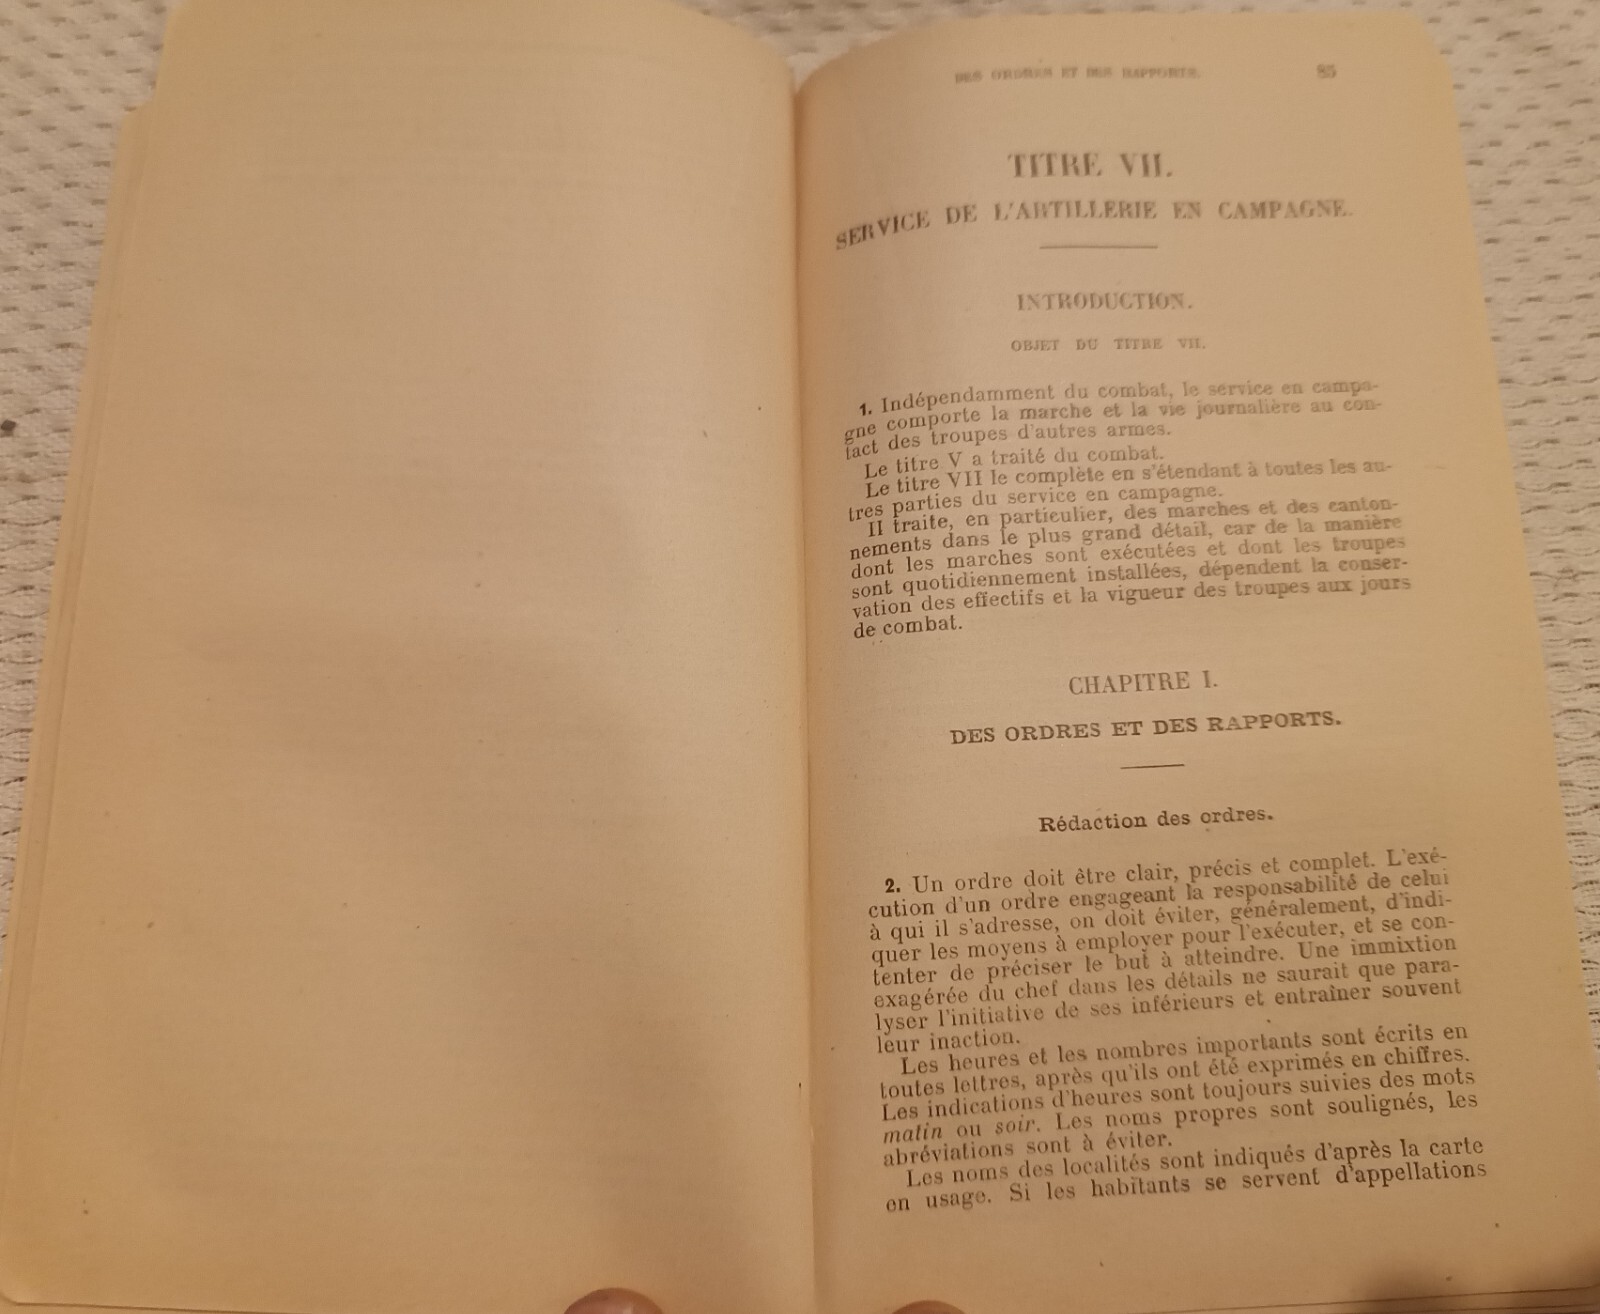 DES ORDRES ET DES RAPPORTS. 85
TITRE VII.
SERVICE DE L'ARTILLERIE EN CAMPAGNE.
INTRODUCTION.
OBJET DU TITRE VII.
1. Indépendamment du combat, le service en campa-
gne comporte la marche et la vie journalière au con-
tact des troupes d'autres armes.
Le titre V a traité du combat.
Le titre VII le complète en s'étendant à toutes les au-
tres parties du service en campagne.
Il traite, en particulier, des marches et des canton-
nements dans le plus grand détail, car de la manière
dont les marches sont exécutées et dont les troupes
sont quotidiennement installées, dépendent la conser-
vation des effectifs et la vigueur des troupes aux jours
de combat.
CHAPITRE I.
DES ORDRES ET DES RAPPORTS.
Rédaction des ordres.
2. Un ordre doit être clair, précis et complet. L'exé-
cution d'un ordre engageant la responsabilité de celui
à qui il s'adresse, on doit éviter, généralement, d'indi-
quer les moyens à employer pour l'exécuter, et se con-
tenter de préciser le but à atteindre. Une immixtion
exagérée du chef dans les détails ne saurait que para-
lyser l'initiative de ses inférieurs et entraîner souvent
leur inaction.
Les heures et les nombres importants sont écrits en
toutes lettres, après qu'ils ont été exprimés en chiffres.
Les indications d'heures sont toujours suivies des mots
matin ou soir. Les noms propres sont soulignés, les
abréviations sont à éviter.
Les noms des localités sont indiqués d'après la carte
en usage. Si les habitants se servent d'appellations